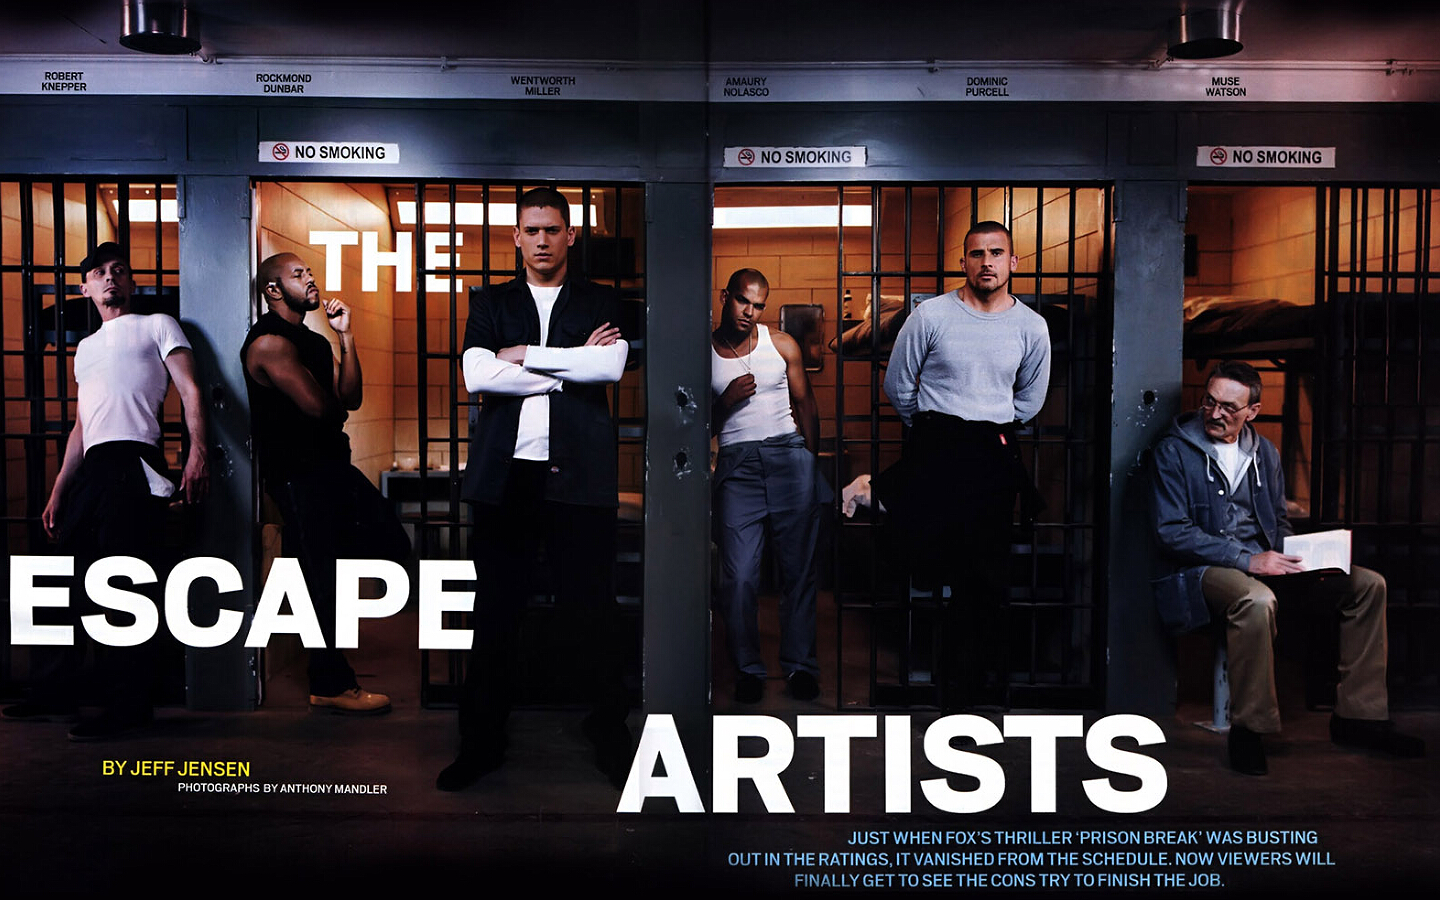 ROBERT
KNEPPER
ROCKMOND
DUNBAR
WENTWORTH
MILLER
AMAURY
NOLASCO
DOMINIC
PURCELL
MUSE
WATSON
NO SMOKING
NO SMOKING
NO SMOKING
THE
ESCAPE
ARTISTS
BY JEFF JENSEN
PHOTOGRAPHS BY ANTHONY MANDLER
JUST WHEN FOX'S THRILLER 'PRISON BREAK' WAS BUSTING
OUT IN THE RATINGS, IT VANISHED FROM THE SCHEDULE. NOW VIEWERS WILL
FINALLY GET TO SEE THE CONS TRY TO FINISH THE JOB.